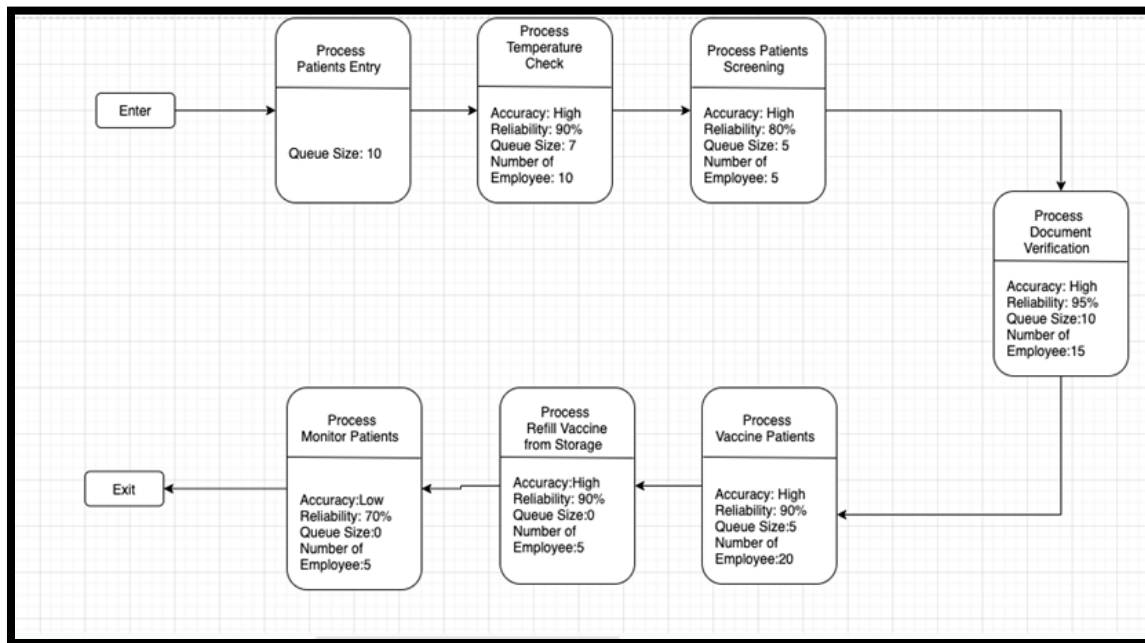 Enter
Process
Patients Entry
Queue Size: 10
Process
Temperature
Check
Accuracy: High
Reliability: 90%
Queue Size: 7
Number of
Employee: 10
Process Patients
Screening
Accuracy: High
Reliability: 80%
Queue Size: 5
Number of
Employee: 5
Process
Document
Verification
Accuracy: High
Reliability: 95%
Queue Size:10
Number of
Employee:15
Process
Vaccine Patients
Accuracy: High
Reliability: 90%
Queue Size:5
Number of
Employee:20
Process
Refill Vaccine
from Storage
Accuracy:High
Reliability: 90%
Queue Size:0
Number of
Employee:5
Process
Monitor Patients
Accuracy:Low
Reliability: 70%
Queue Size:0
Number of
Employee:5
Exit